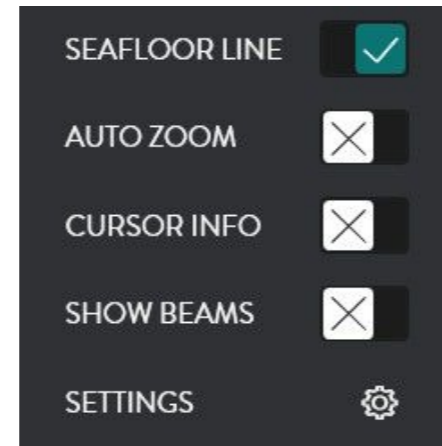 SEAFLOOR LINE
AUTO ZOOM
CURSOR INFO
SHOW BEAMS
SETTINGS